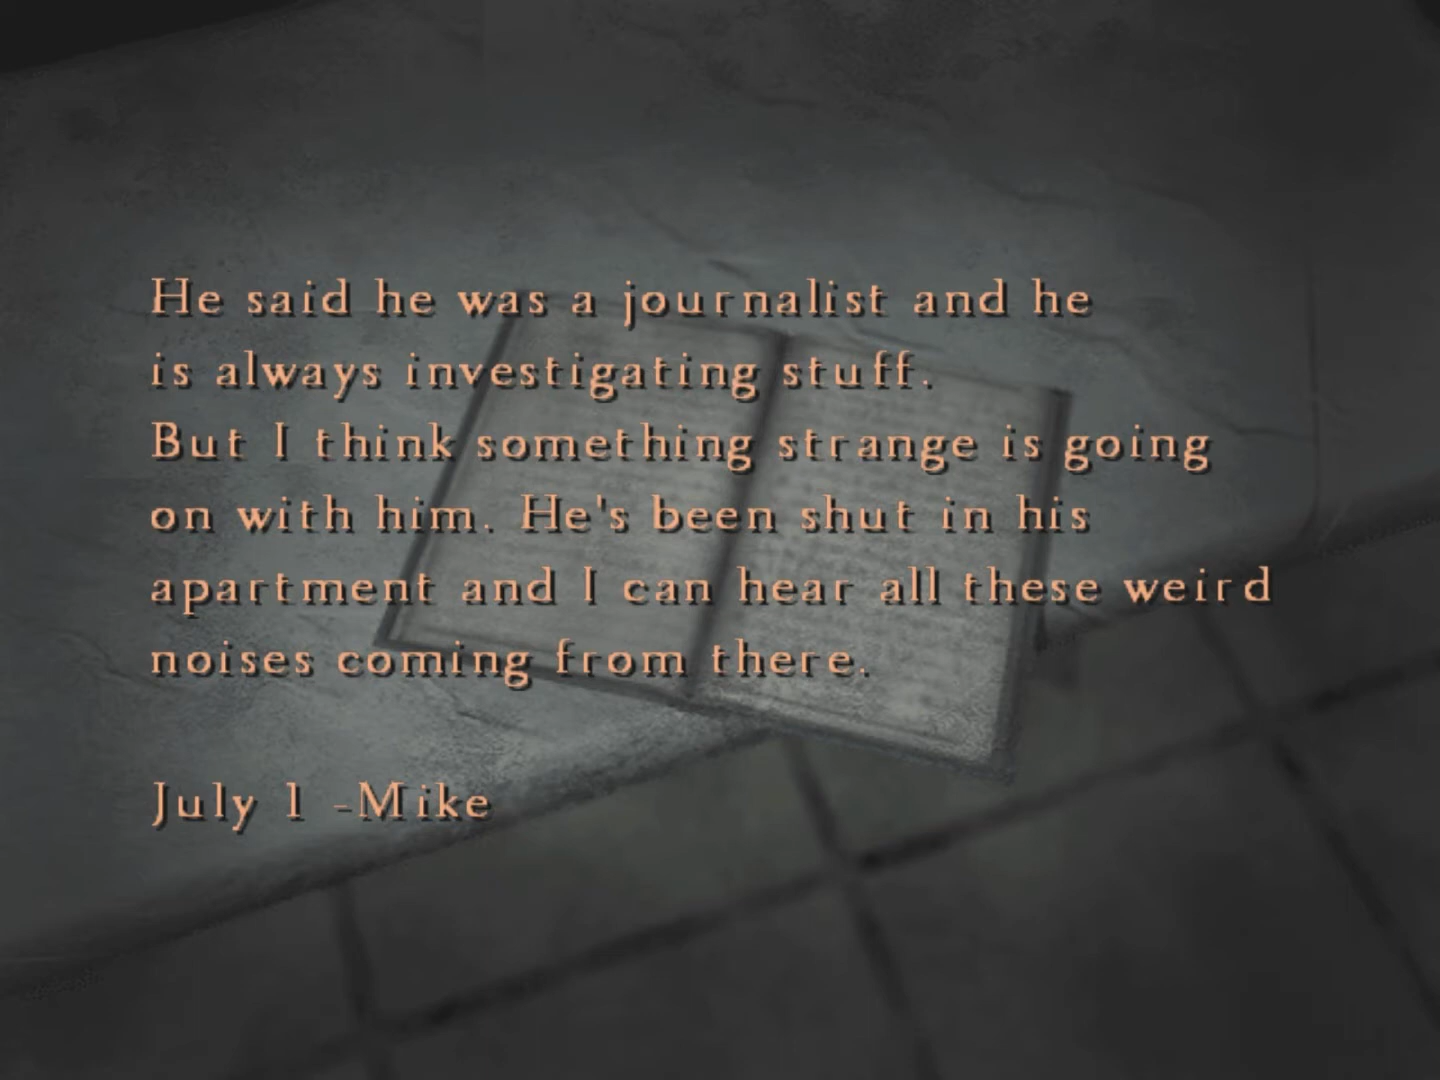 He said he was a journalist and he
is always investigating stuff.
But I think something strange is going
on with him. He's been shut in his
apartment and I can hear all these weird
noises coming from there.
July 1 -Mike